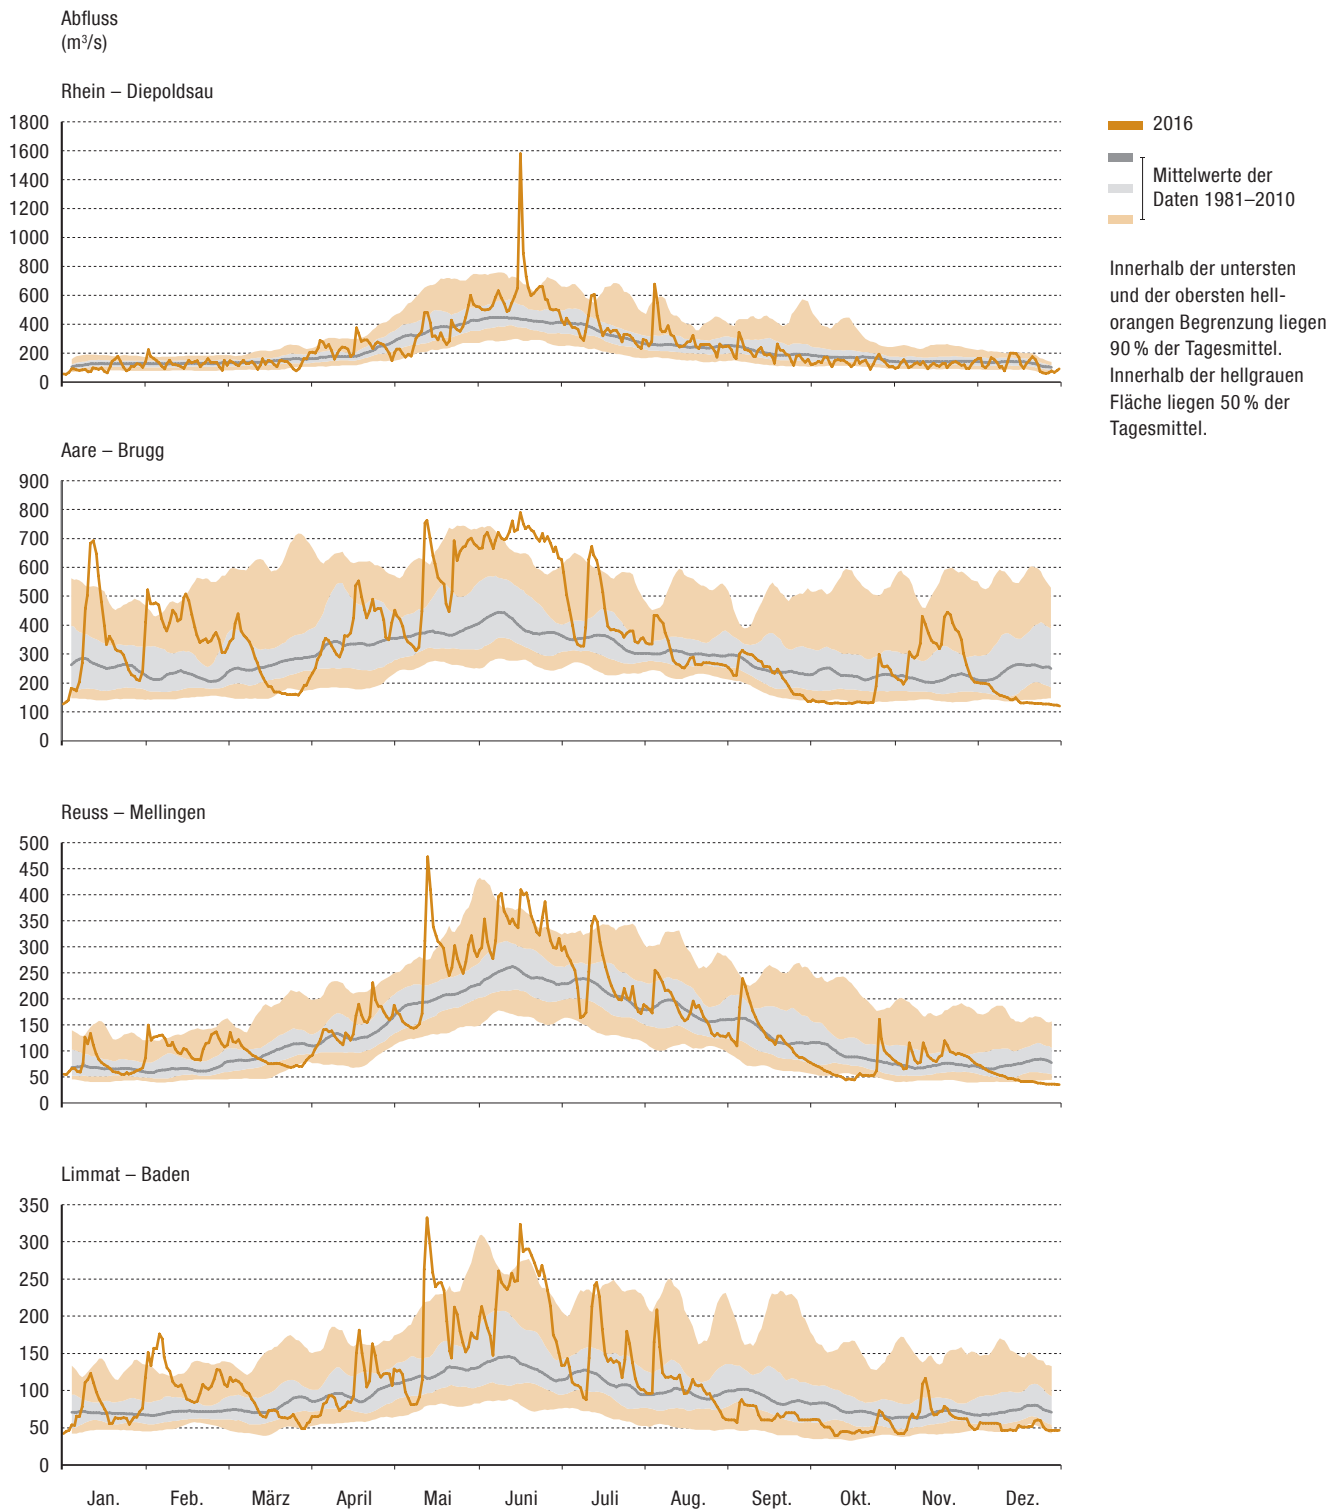 Abfluss
(m³/s)
Rhein – Diepoldsau
1800
1600
1400
1200
1000
800
600
400
200
0
2016
Mittelwerte der
Daten 1981–2010
Innerhalb der untersten
und der obersten hell-
orangen Begrenzung liegen
90 % der Tagesmittel.
Innerhalb der hellgrauen
Fläche liegen 50 % der
Tagesmittel.
Aare – Brugg
900
800
700
600
500
400
300
200
100
0
Reuss – Mellingen
500
450
400
350
300
250
200
150
100
50
0
Limmat – Baden
350
300
250
200
150
100
50
0
Jan. Feb. März April Mai Juni Juli Aug. Sept. Okt. Nov. Dez.